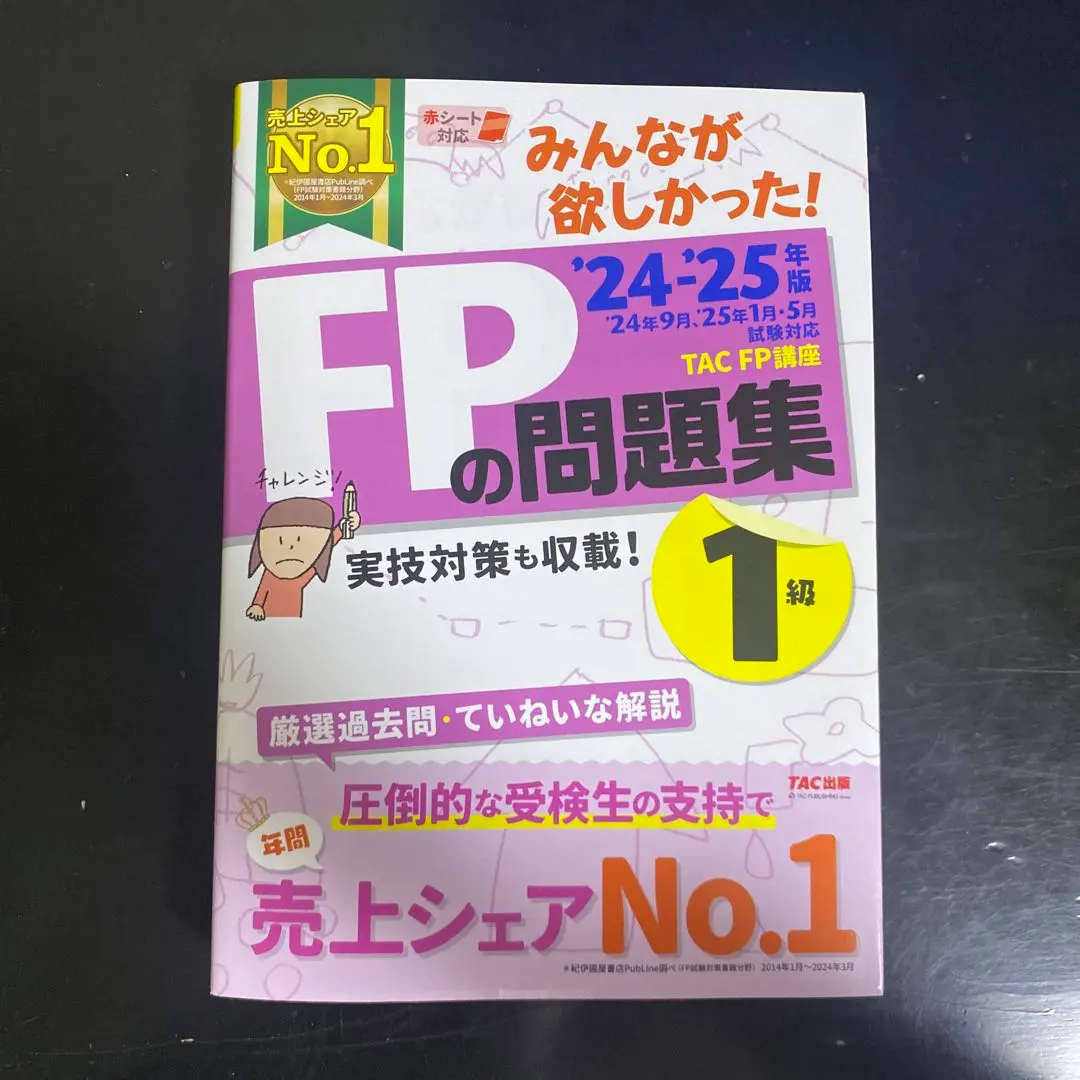 売上シェア
No.1
※紀伊國屋書店PubLine調べ
(FP試験対策書籍分野)
2014年1月~2024年3月
赤シート
対応
みんなが
欲しかった!
'24-'25年版
'24年9月、'25年1月・5月
試験対応
TAC FP講座
FPの問題集
チャレンジ!!
実技対策も収載!
1級
厳選過去問・ていねいな解説
TAC出版
圧倒的な受検生の支持で
年間
売上シェアNo.1
※紀伊國屋書店PubLine調べ(FP試験対策書籍分野) 2014年1月~2024年3月